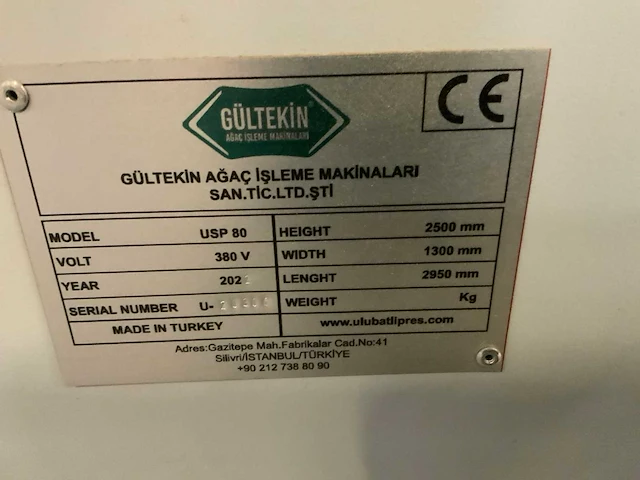 GÜLTEKİN®
AĞAÇ İŞLEME MAKİNALARI
CE
GÜLTEKİN AĞAÇ İŞLEME MAKİNALARI
SAN.TİC.LTD.ŞTİ
MODEL USP 80
VOLT 380 V
YEAR 202
SERIAL NUMBER U-
MADE IN TURKEY
HEIGHT 2500 mm
WIDTH 1300 mm
LENGHT 2950 mm
WEIGHT Kg
www.ulubatlipres.com
Adres:Gazitepe Mah.Fabrikalar Cad.No:41
Silivri/İSTANBUL/TÜRKİYE
+90 212 738 80 90